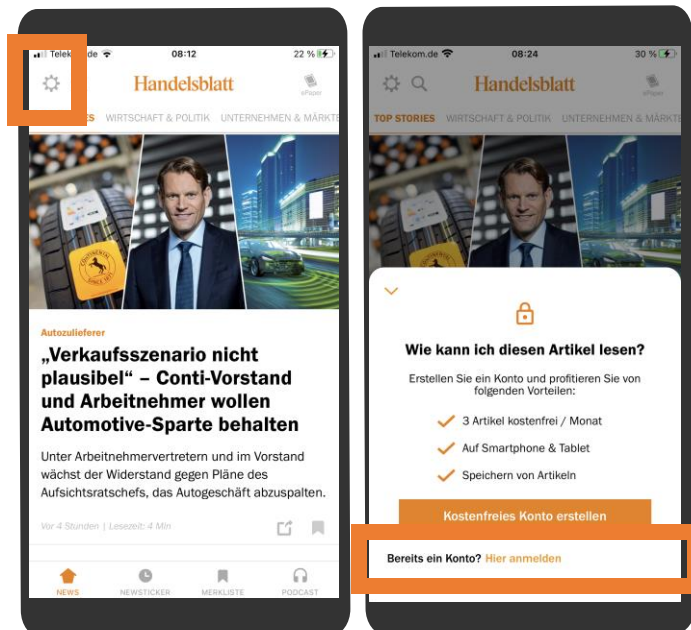 Telekom.de
08:12
22 %
Handelsblatt
ePaper
WIRTSCHAFT & POLITIK UNTERNEHMEN & MÄRKTE
CONTINENTAL
SINCE 1871
Autozulieferer
„Verkaufsszenario nicht
plausibel“ – Conti-Vorstand
und Arbeitnehmer wollen
Automotive-Sparte behalten
Unter Arbeitnehmervertretern und im Vorstand
wächst der Widerstand gegen Pläne des
Aufsichtsratschefs, das Autogeschäft abzuspalten.
Vor 4 Stunden | Lesezeit: 4 Min
NEWS NEWSTICKER MERKLISTE PODCAST
Telekom.de
08:24
30 %
Handelsblatt
ePaper
TOP STORIES WIRTSCHAFT & POLITIK UNTERNEHMEN & MÄRKTE
Wie kann ich diesen Artikel lesen?
Erstellen Sie ein Konto und profitieren Sie von
folgenden Vorteilen:
3 Artikel kostenfrei / Monat
Auf Smartphone & Tablet
Speichern von Artikeln
Kostenfreies Konto erstellen
Bereits ein Konto? Hier anmelden